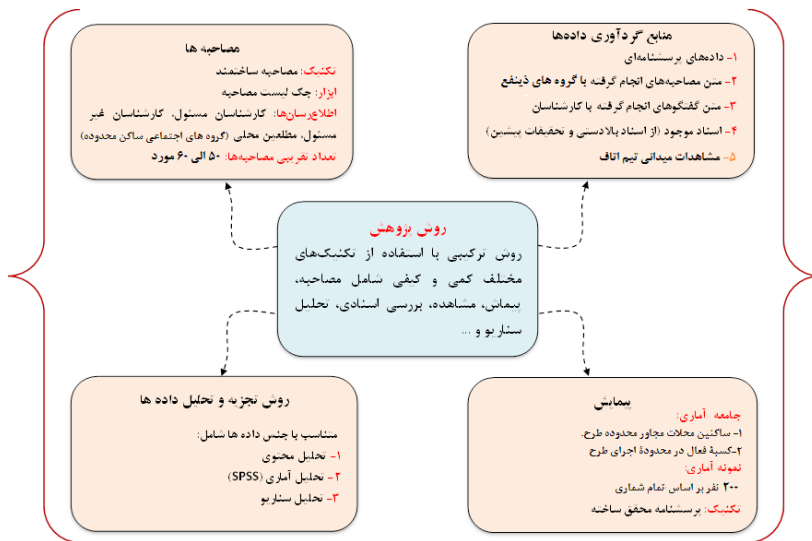 منابع گردآوری داده‌ها
۱- داده‌های پرسشنامه‌ای
۲- متن مصاحبه‌های انجام گرفته با گروه های ذینفع
۳- متن گفتگوهای انجام گرفته با کارشناسان
۴- اسناد موجود (از اسناد بالادستی و تحقیقات پیشین)
۵- مشاهدات میدانی تیم اتاف
مصاحبه ها
تکنیک: مصاحبه ساختمند
ابزار: چک لیست مصاحبه
اطلاع‌رسان‌ها: کارشناسان مسئول، کارشناسان غیر
مسئول، مطلعین محلی (گروه های اجتماعی ساکن محدوده)
تعداد تقریبی مصاحبه‌ها: ۵۰ الی ۶۰ مورد
روش پژوهش
روش ترکیبی با استفاده از تکنیک‌های
مختلف کمی و کیفی شامل مصاحبه،
پیماش، مشاهده، بررسی اسنادی، تحلیل
سناریو و ...
پیمایش
جامعه آماری:
۱- ساکنین محلات مجاور محدوده طرح.
۲-کسبۀ فعال در محدودۀ اجرای طرح
نمونه آماری:
۲۰۰ نفر بر اساس تمام شماری
تکنیک: پرسشنامه محقق ساخته
روش تجزیه و تحلیل داده ها
متناسب با جنس داده ها شامل:
۱- تحلیل محتوی
۲- تحلیل آماری (SPSS)
۳- تحلیل سناریو